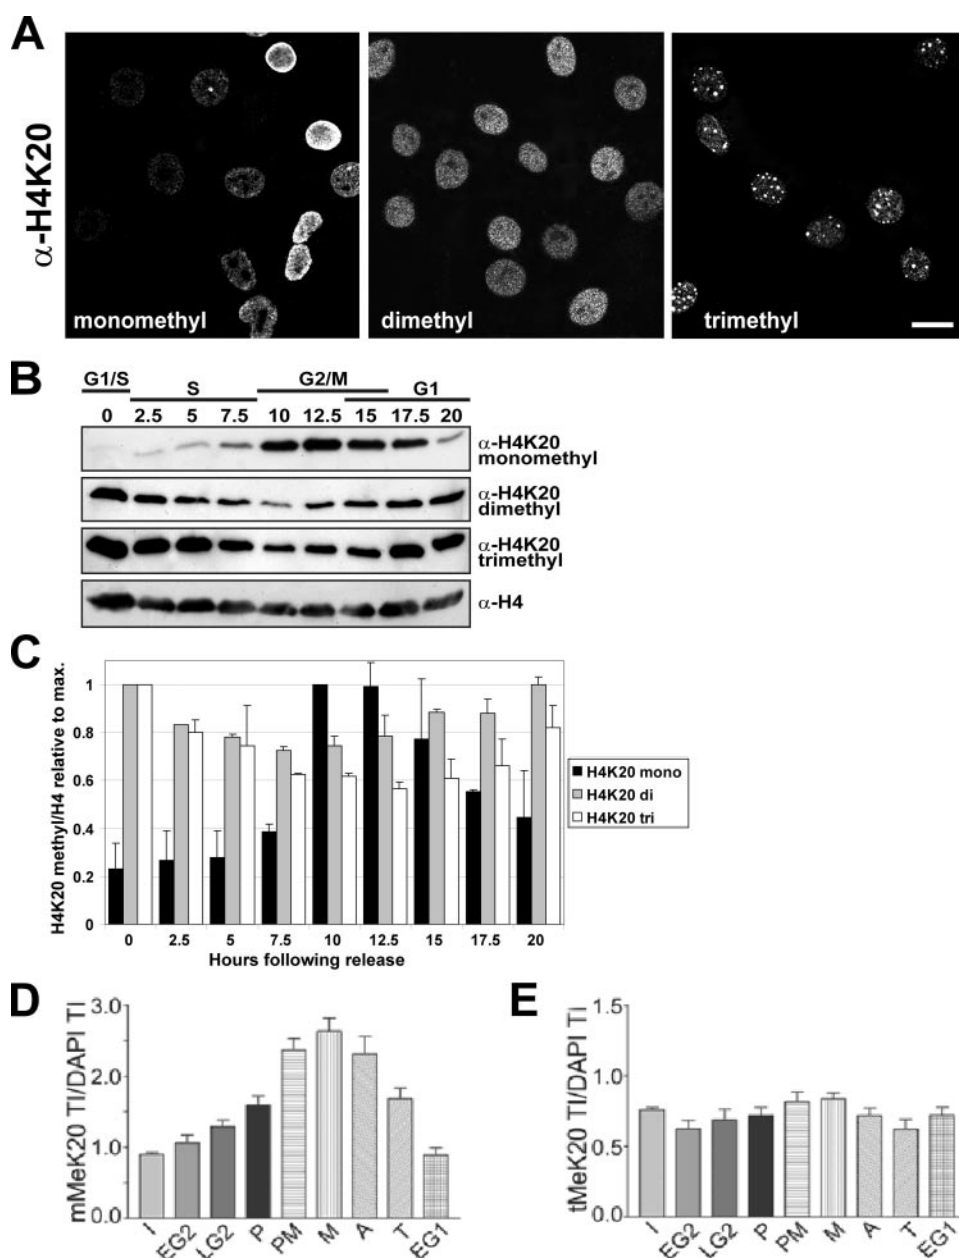 A
α-H4K20
monomethyl
dimethyl
trimethyl
B
G1/S
S
G2/M
G1
0 2.5 5 7.5 10 12.5 15 17.5 20
α-H4K20
monomethyl
α-H4K20
dimethyl
α-H4K20
trimethyl
α-H4
C
H4K20 methyl/H4 relative to max.
1
0.8
0.6
0.4
0.2
0
0 2.5 5 7.5 10 12.5 15 17.5 20
Hours following release
H4K20 mono
H4K20 di
H4K20 tri
D
mMeK20 TI/DAPI TI
3.0
2.0
1.0
0.0
I EG2 LG2 P PM M A T EG1
E
tMeK20 TI/DAPI TI
1.5
1.0
0.5
0.0
I EG2 LG2 P PM M A T EG1